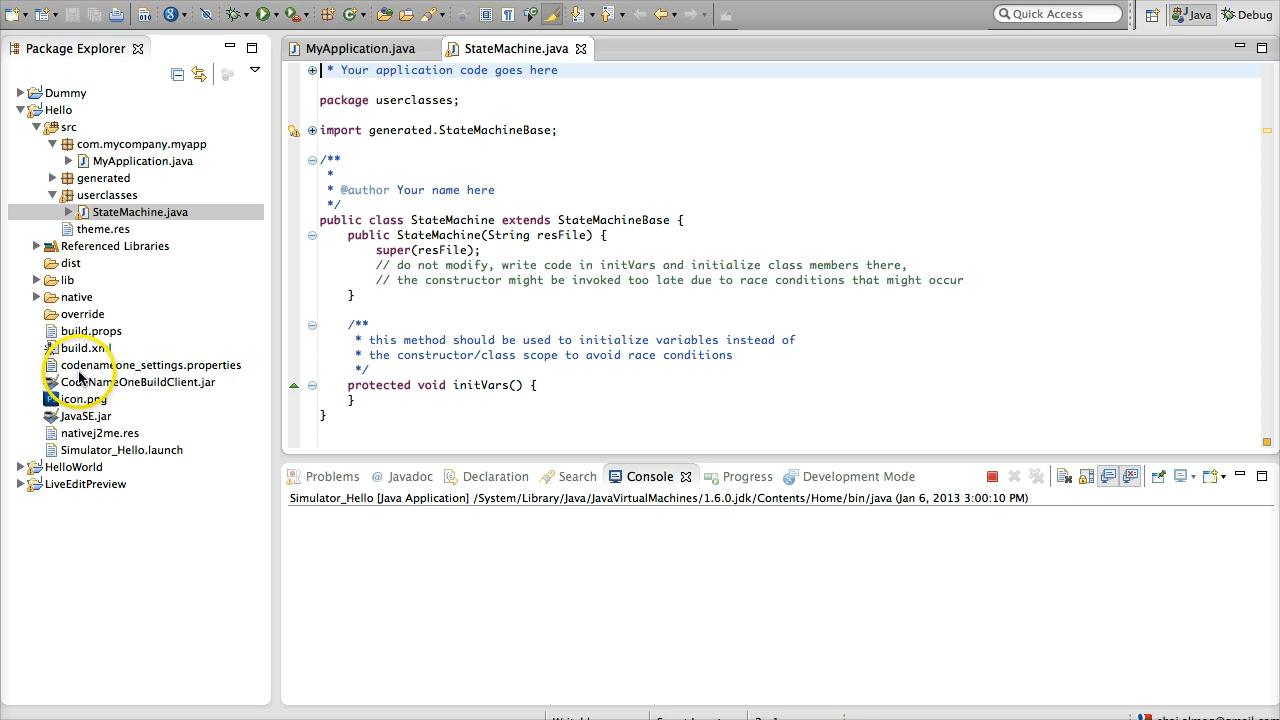 Quick Access
Java
Debug
Package Explorer
MyApplication.java
StateMachine.java
Dummy
Hello
src
com.mycompany.myapp
MyApplication.java
generated
userclasses
StateMachine.java
theme.res
Referenced Libraries
dist
lib
native
override
build.props
build.xml
codenameone_settings.properties
CodeNameOneBuildClient.jar
icon.png
JavaSE.jar
nativej2me.res
Simulator_Hello.launch
HelloWorld
LiveEditPreview
* Your application code goes here
package userclasses;
import generated.StateMachineBase;
/**
*
* @author Your name here
*/
public class StateMachine extends StateMachineBase {
public StateMachine(String resFile) {
super(resFile);
// do not modify, write code in initVars and initialize class members there,
// the constructor might be invoked too late due to race conditions that might occur
}
/**
* this method should be used to initialize variables instead of
* the constructor/class scope to avoid race conditions
*/
protected void initVars() {
}
}
Problems
@ Javadoc
Declaration
Search
Console
Progress
Development Mode
Simulator_Hello [Java Application] /System/Library/Java/JavaVirtualMachines/1.6.0.jdk/Contents/Home/bin/java (Jan 6, 2013 3:00:10 PM)